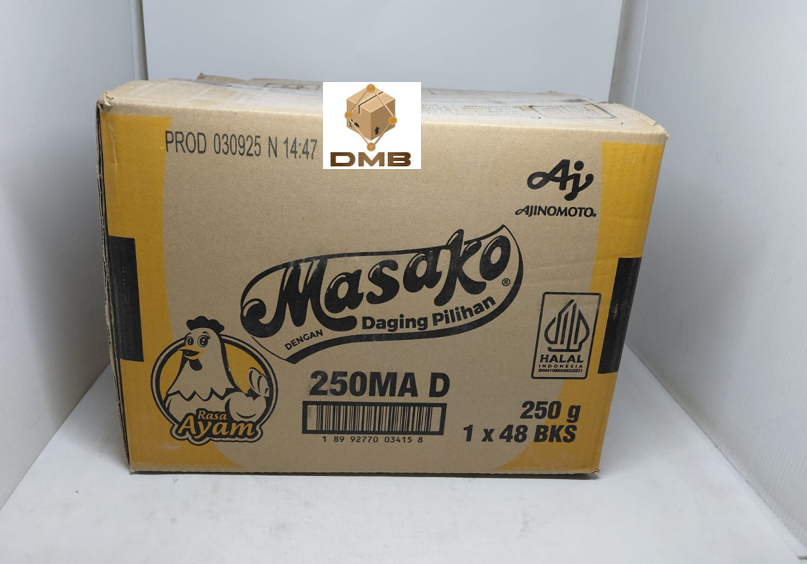 PROD 030925 N 14:47
DMB
Aj
AJINOMOTO®
Masako®
DENGAN Daging Pilihan
HALAL
INDONESIA
250MA D
Rasa
Ayam
1 89 92770 03415 8
250 g
1 x 48 BKS